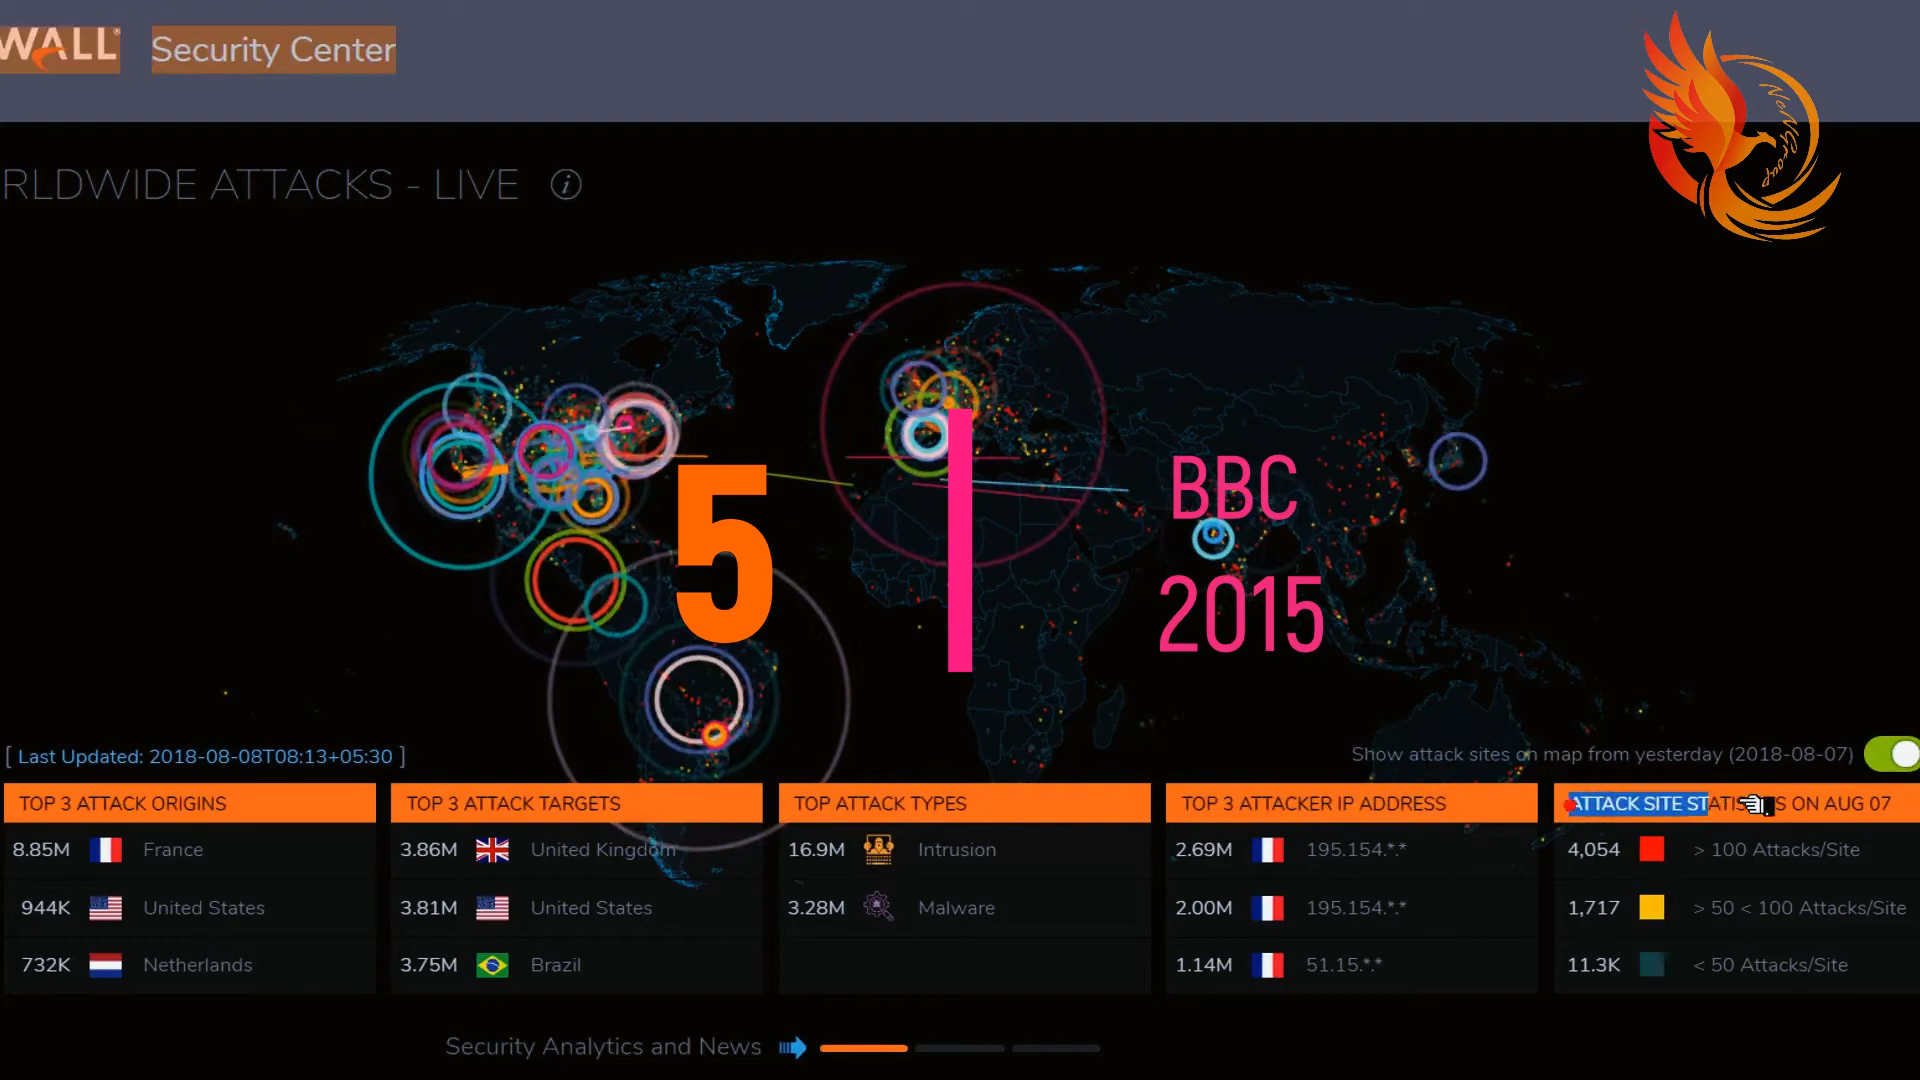 WALL
Security Center
NoNGroup
RLDWIDE ATTACKS - LIVE
5
BBC
2015
[ Last Updated: 2018-08-08T08:13+05:30 ]
Show attack sites on map from yesterday (2018-08-07)
TOP 3 ATTACK ORIGINS
8.85M France
944K United States
732K Netherlands
TOP 3 ATTACK TARGETS
3.86M United Kingdom
3.81M United States
3.75M Brazil
TOP ATTACK TYPES
16.9M Intrusion
3.28M Malware
TOP 3 ATTACKER IP ADDRESS
2.69M 195.154.*.*
2.00M 195.154.*.*
1.14M 51.15.*.*
ATTACK SITE STATIS S ON AUG 07
4,054 > 100 Attacks/Site
1,717 > 50 < 100 Attacks/Site
11.3K < 50 Attacks/Site
Security Analytics and News